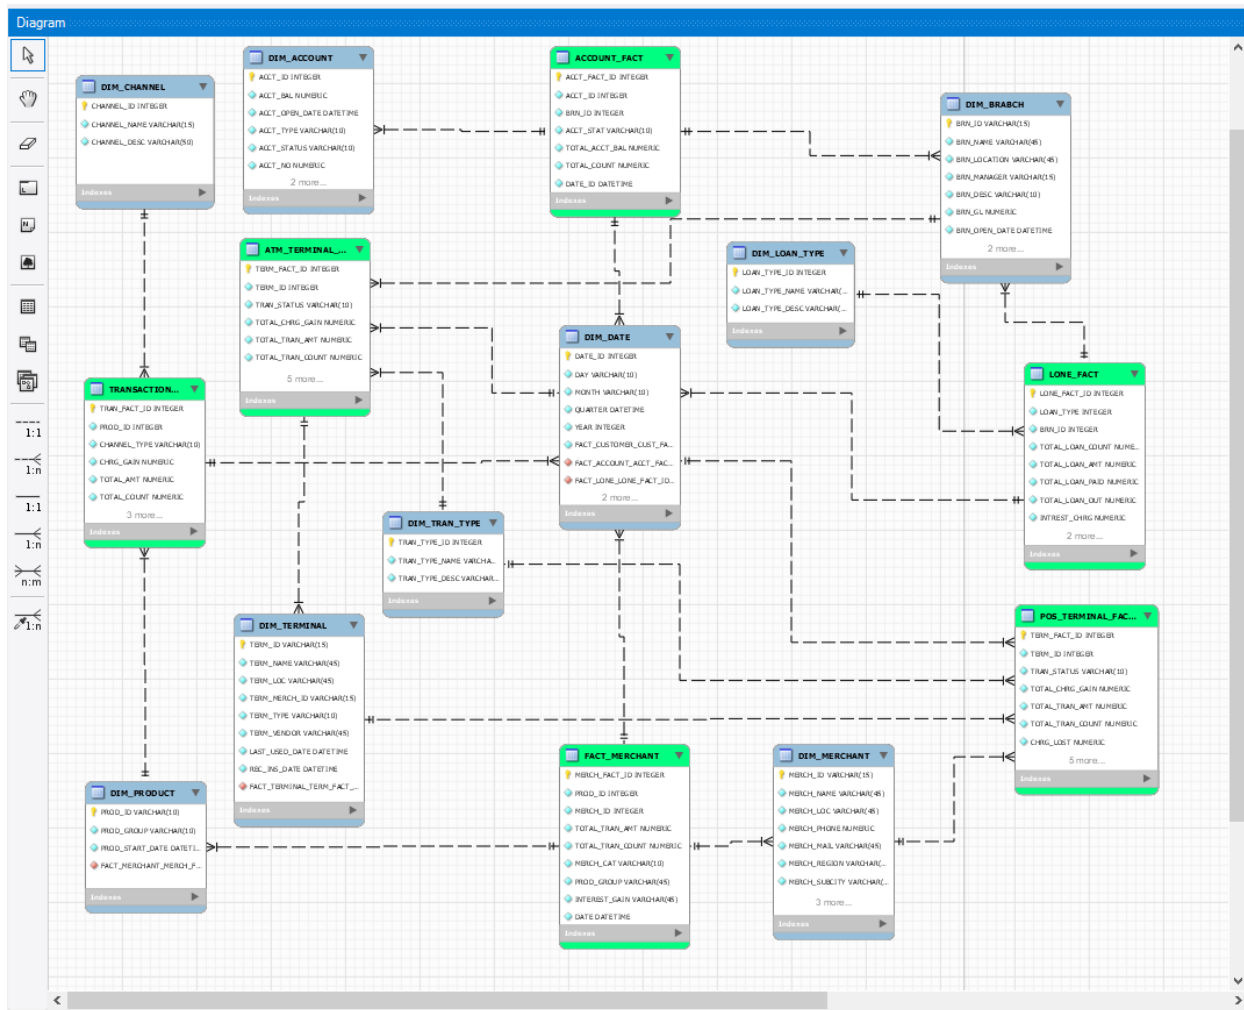 Diagram
DIM_CHANNEL
CHANNEL_ID INTEGER
CHANNEL_NAME VARCHAR(15)
CHANNEL_DESC VARCHAR(50)
Indexes
DIM_ACCOUNT
ACCT_ID INTEGER
ACCT_BAL NUMERIC
ACCT_OPEN_DATE DATETIME
ACCT_TYPE VARCHAR(10)
ACCT_STATUS VARCHAR(10)
ACCT_NO NUMERIC
2 more...
Indexes
ACCOUNT_FACT
ACCT_FACT_ID INTEGER
ACCT_ID INTEGER
BRN_ID INTEGER
ACCT_STAT VARCHAR(10)
TOTAL_ACCT_BAL NUMERIC
TOTAL_COUNT NUMERIC
DATE_ID DATETIME
Indexes
DIM_BRABCH
BRN_ID VARCHAR(15)
BRN_NAME VARCHAR(45)
BRN_LOCATION VARCHAR(45)
BRN_MANAGER VARCHAR(15)
BRN_DESC VARCHAR(10)
BRN_GL NUMERIC
BRN_OPEN_DATE DATETIME
2 more...
Indexes
ATM_TERMINAL_...
TERM_FACT_ID INTEGER
TERM_ID INTEGER
TRAN_STATUS VARCHAR(10)
TOTAL_CHRG_GAIN NUMERIC
TOTAL_TRAN_AMT NUMERIC
TOTAL_TRAN_COUNT NUMERIC
5 more...
Indexes
DIM_LOAN_TYPE
LOAN_TYPE_ID INTEGER
LOAN_TYPE_NAME VARCHAR(...
LOAN_TYPE_DESC VARCHAR(...
Indexes
DIM_DATE
DATE_ID INTEGER
DAY VARCHAR(10)
MONTH VARCHAR(10)
QUARTER DATETIME
YEAR INTEGER
FACT_CUSTOMER_CUST_FA...
FACT_ACCOUNT_ACCT_FAC...
FACT_LONE_LONE_FACT_ID...
2 more...
Indexes
LONE_FACT
LONE_FACT_ID INTEGER
LOAN_TYPE INTEGER
BRN_ID INTEGER
TOTAL_LOAN_COUNT NUME...
TOTAL_LOAN_AMT NUMERIC
TOTAL_LOAN_PAID NUMERIC
TOTAL_LOAN_OUT NUMERIC
INTREST_CHRG NUMERIC
2 more...
Indexes
TRANSACTION...
TRAN_FACT_ID INTEGER
PROD_ID INTEGER
CHANNEL_TYPE VARCHAR(10)
CHRG_GAIN NUMERIC
TOTAL_AMT NUMERIC
TOTAL_COUNT NUMERIC
3 more...
Indexes
1:1
1:n
1:1
1:n
n:m
1:n
DIM_TRAN_TYPE
TRAN_TYPE_ID INTEGER
TRAN_TYPE_NAME VARCHA...
TRAN_TYPE_DESC VARCHAR...
Indexes
DIM_TERMINAL
TERM_ID VARCHAR(15)
TERM_NAME VARCHAR(45)
TERM_LOC VARCHAR(45)
TERM_MERCH_ID VARCHAR(15)
TERM_TYPE VARCHAR(10)
TERM_VENDOR VARCHAR(45)
LAST_USED_DATE DATETIME
REC_INS_DATE DATETIME
FACT_TERMINAL_TERM_FACT_...
Indexes
POS_TERMINAL_FAC...
TERM_FACT_ID INTEGER
TERM_ID INTEGER
TRAN_STATUS VARCHAR(10)
TOTAL_CHRG_GAIN NUMERIC
TOTAL_TRAN_AMT NUMERIC
TOTAL_TRAN_COUNT NUMERIC
CHRG_LOST NUMERIC
5 more...
Indexes
DIM_PRODUCT
PROD_ID VARCHAR(10)
PROD_GROUP VARCHAR(10)
PROD_START_DATE DATETI...
FACT_MERCHANT_MERCH_F...
Indexes
FACT_MERCHANT
MERCH_FACT_ID INTEGER
PROD_ID INTEGER
MERCH_ID INTEGER
TOTAL_TRAN_AMT NUMERIC
TOTAL_TRAN_COUNT NUMERIC
MERCH_CAT VARCHAR(10)
PROD_GROUP VARCHAR(45)
INTEREST_GAIN VARCHAR(45)
DATE DATETIME
Indexes
DIM_MERCHANT
MERCH_ID VARCHAR(15)
MERCH_NAME VARCHAR(45)
MERCH_LOC VARCHAR(45)
MERCH_PHONE NUMERIC
MERCH_MAIL VARCHAR(45)
MERCH_REGION VARCHAR(...
MERCH_SUBCITY VARCHAR(...
3 more...
Indexes